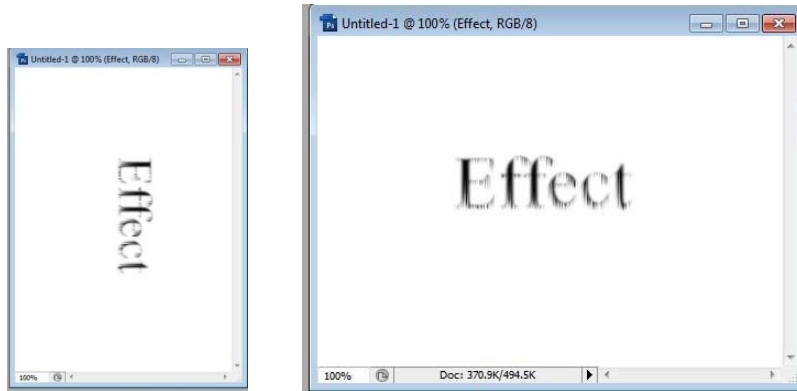 Untitled-1 @ 100% (Effect, RGB/8)
Effect
100%
Ps Untitled-1 @ 100% (Effect, RGB/8)
Effect
100% Doc: 370.9K/494.5K